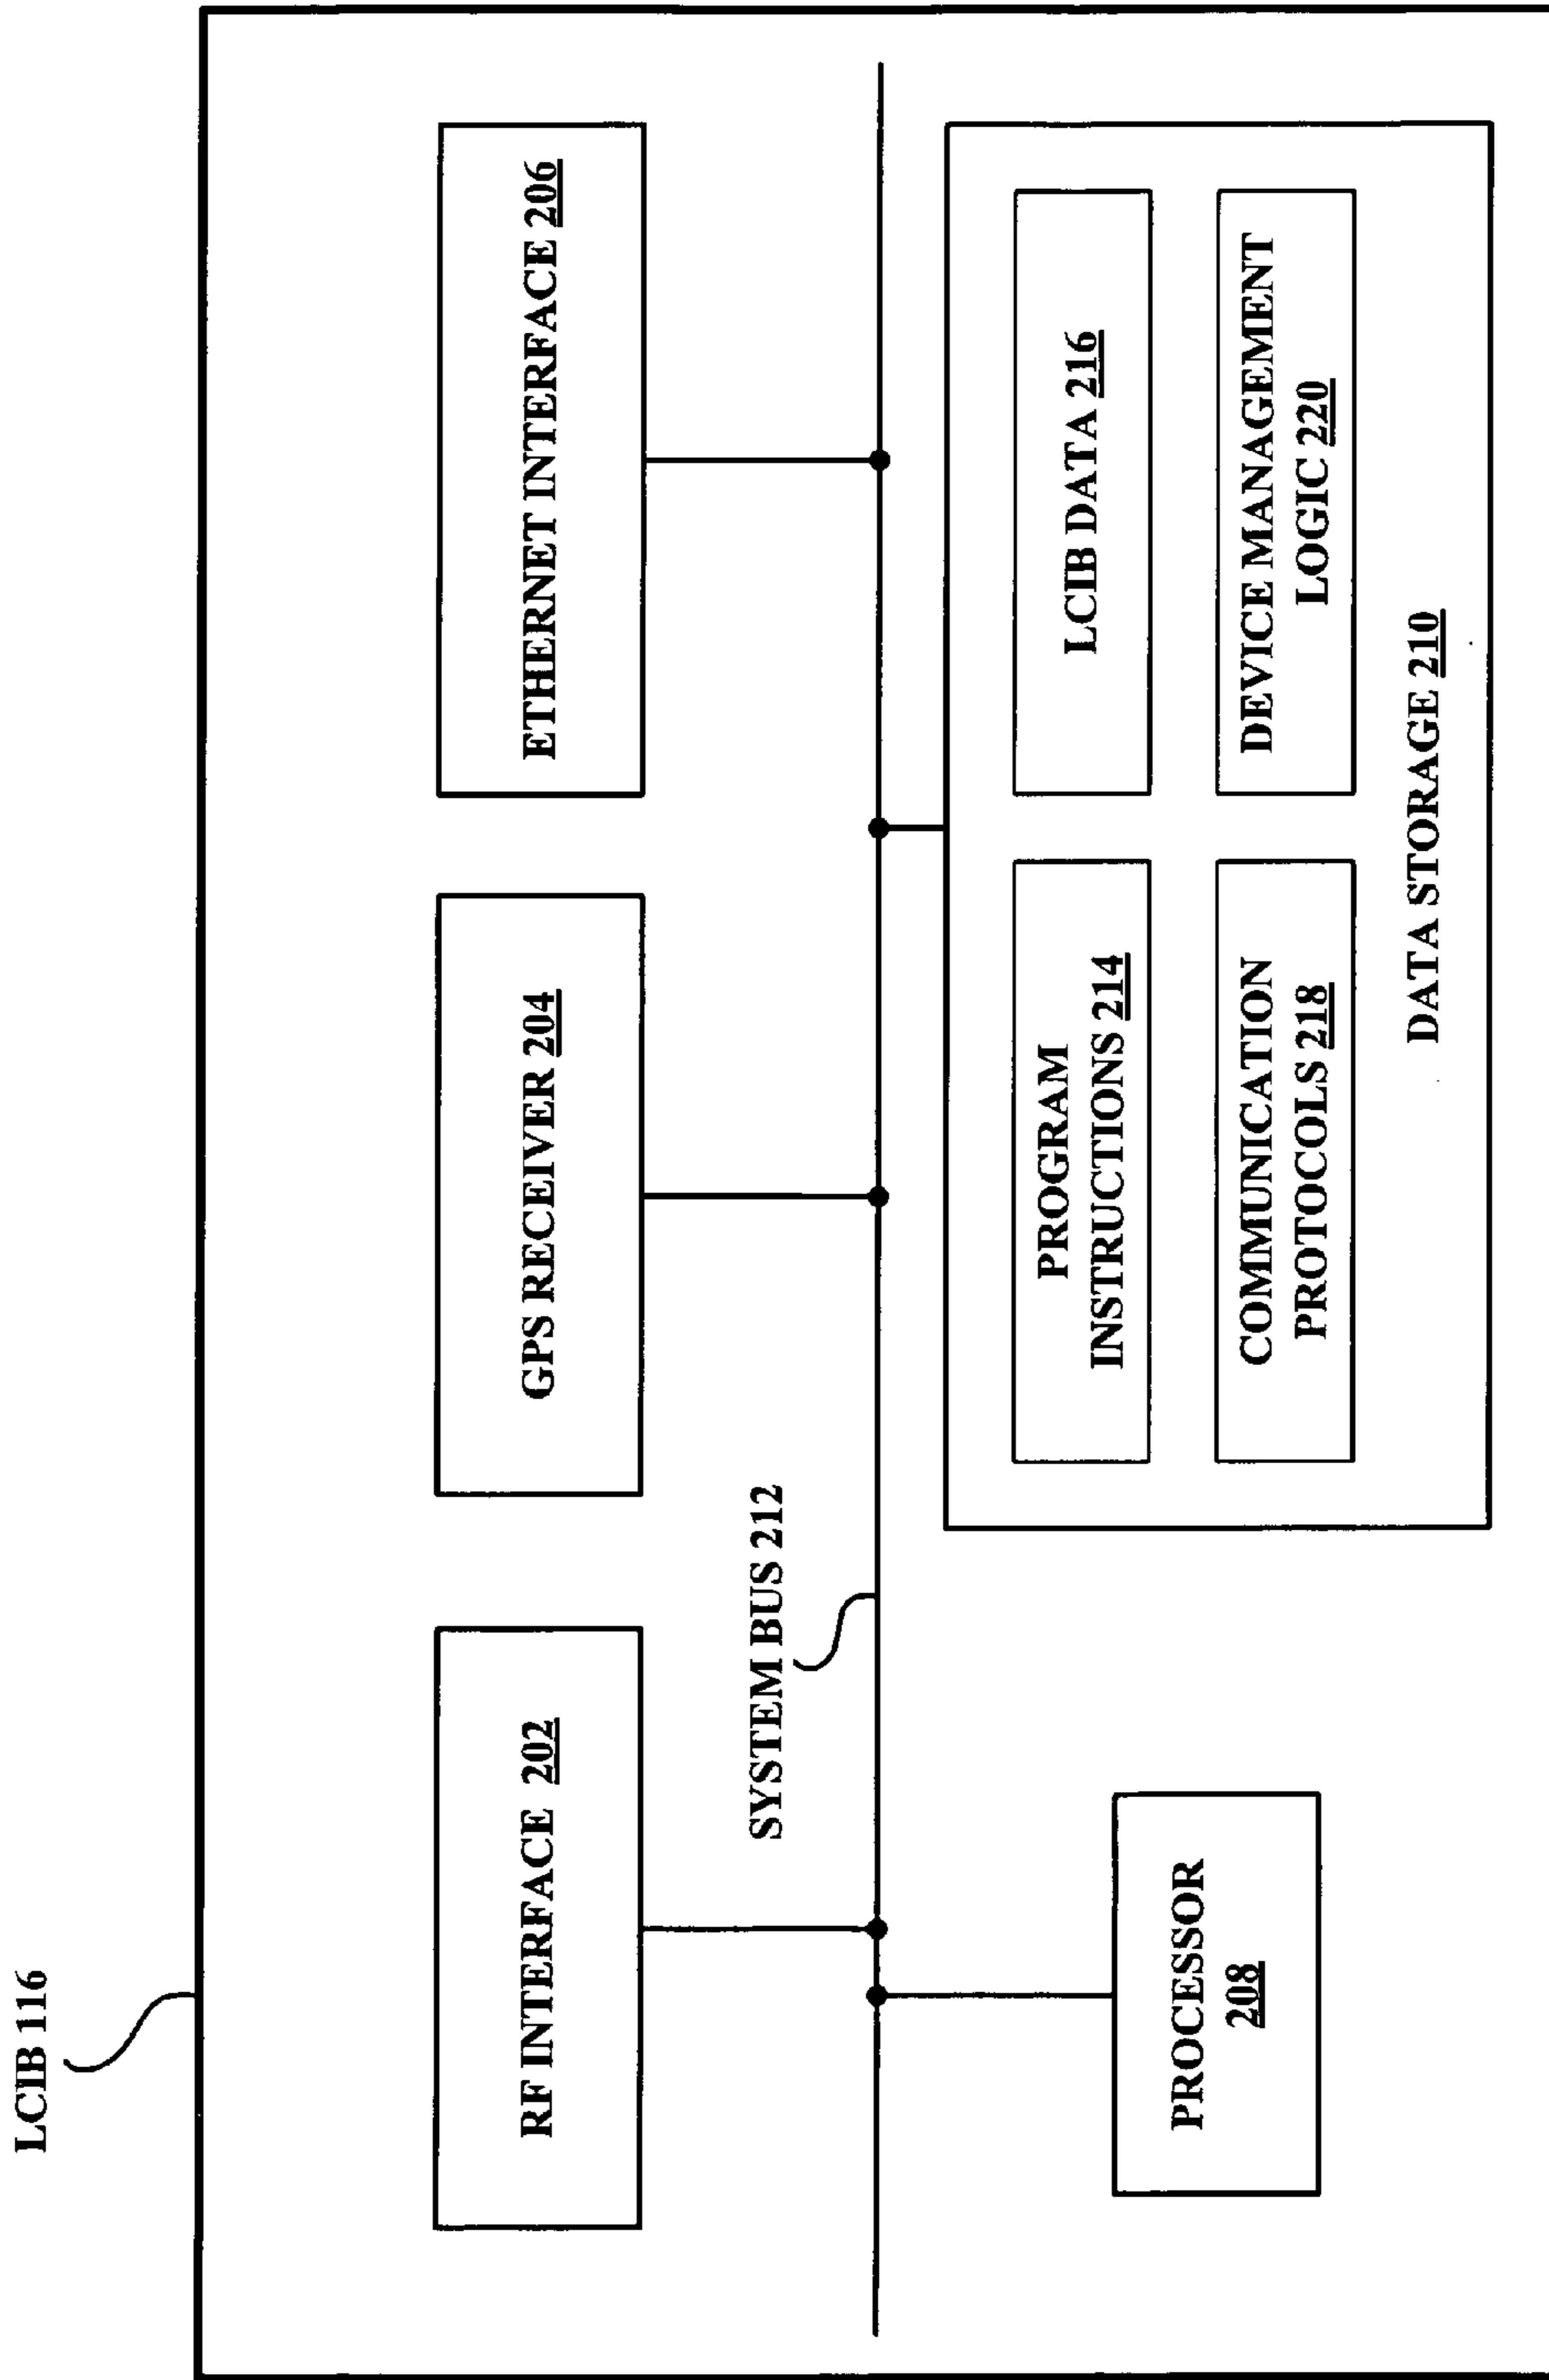 LCIB 116
RF INTERFACE 202
GPS RECEIVER 204
ETHERNET INTERFACE 206
SYSTEM BUS 212
PROCESSOR
208
PROGRAM
INSTRUCTIONS 214
LCIB DATA 216
COMMUNICATION
PROTOCOLS 218
DEVICE MANAGEMENT
LOGIC 220
DATA STORAGE 210